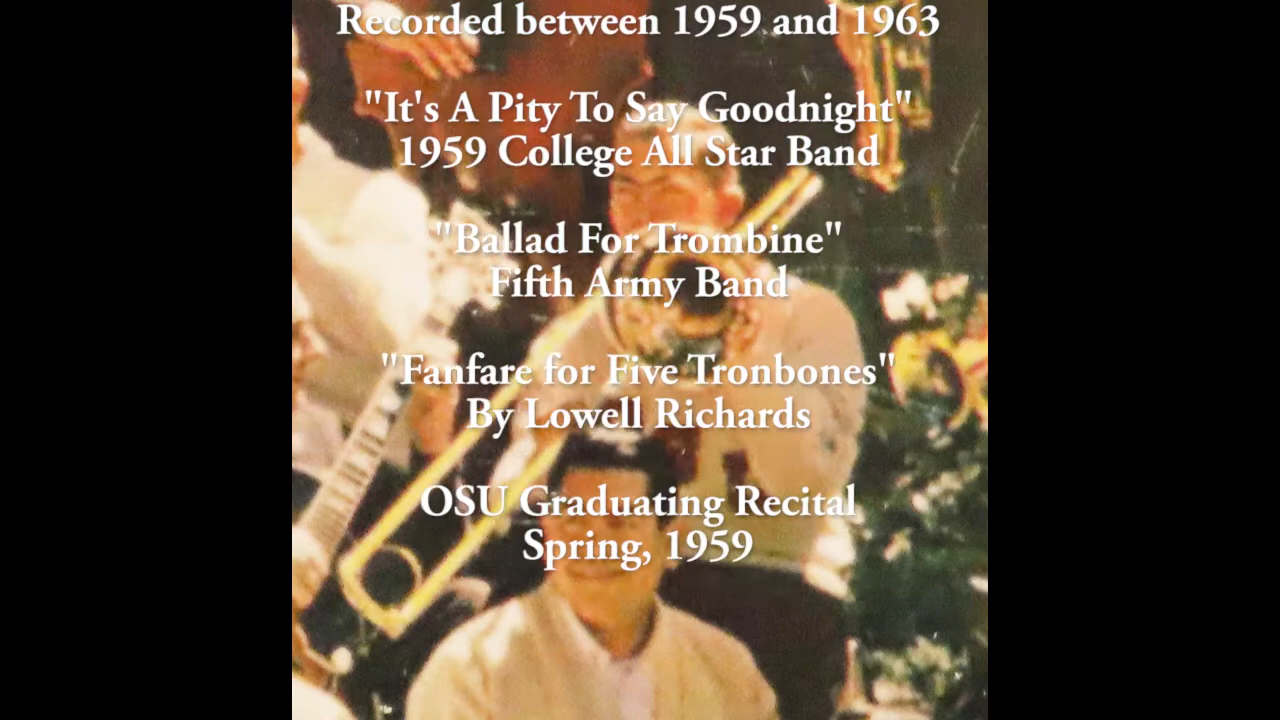 Recorded between 1959 and 1963
"It's A Pity To Say Goodnight"
1959 College All Star Band
"Ballad For Trombine"
Fifth Army Band
"Fanfare for Five Tronbones"
By Lowell Richards
OSU Graduating Recital
Spring, 1959